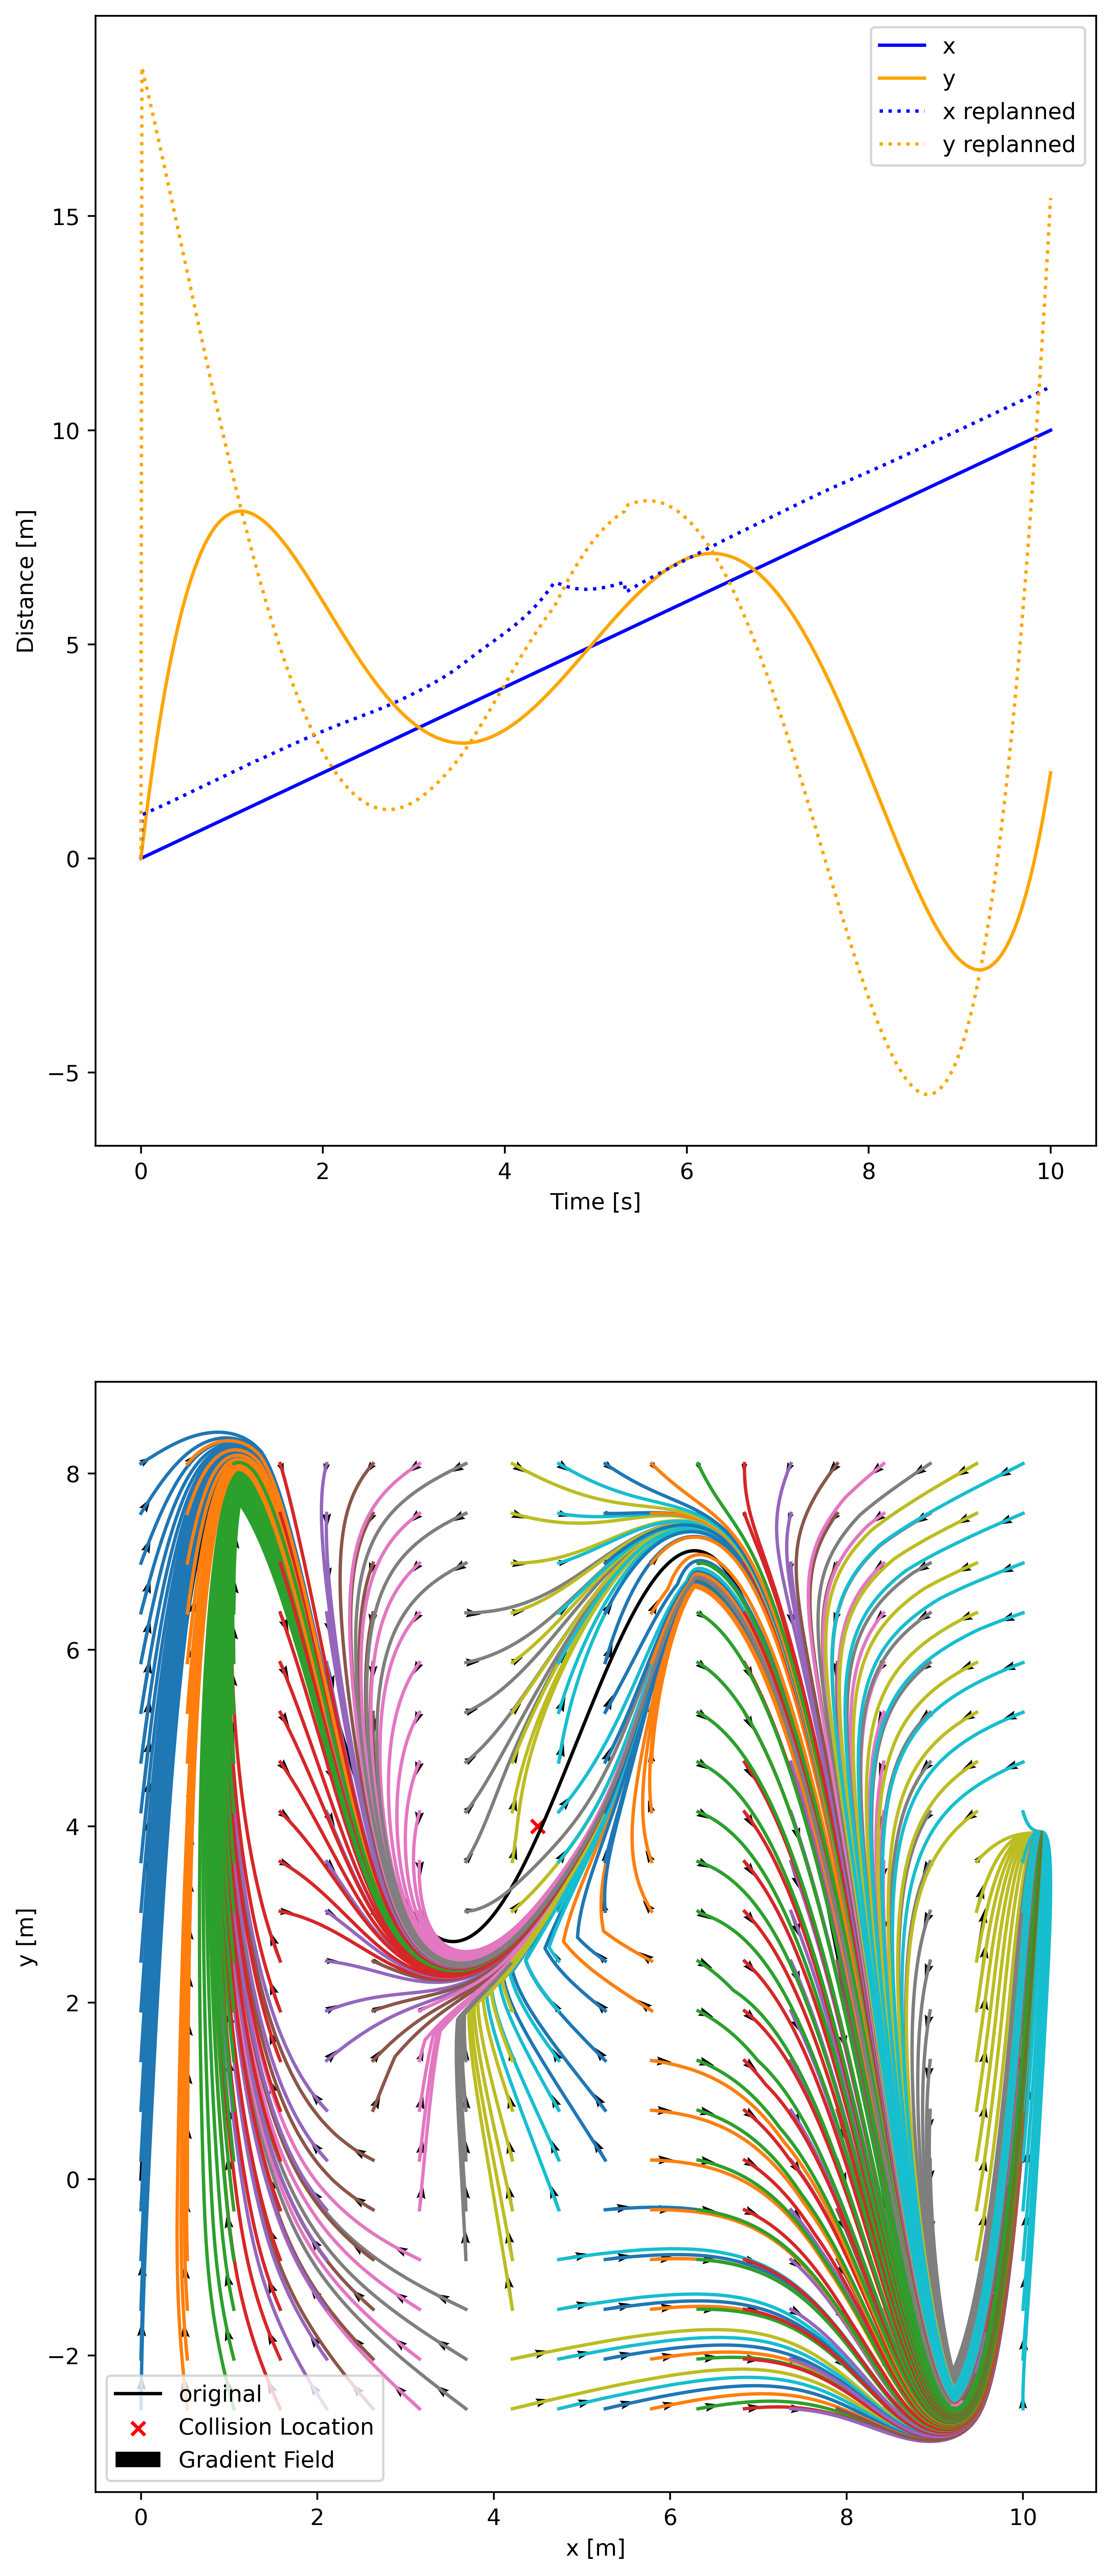 x
y
x replanned
y replanned
15
10
5
0
−5
Distance [m]
0 2 4 6 8 10
Time [s]
8
6
4
2
0
−2
y [m]
original
Collision Location
Gradient Field
0 2 4 6 8 10
x [m]